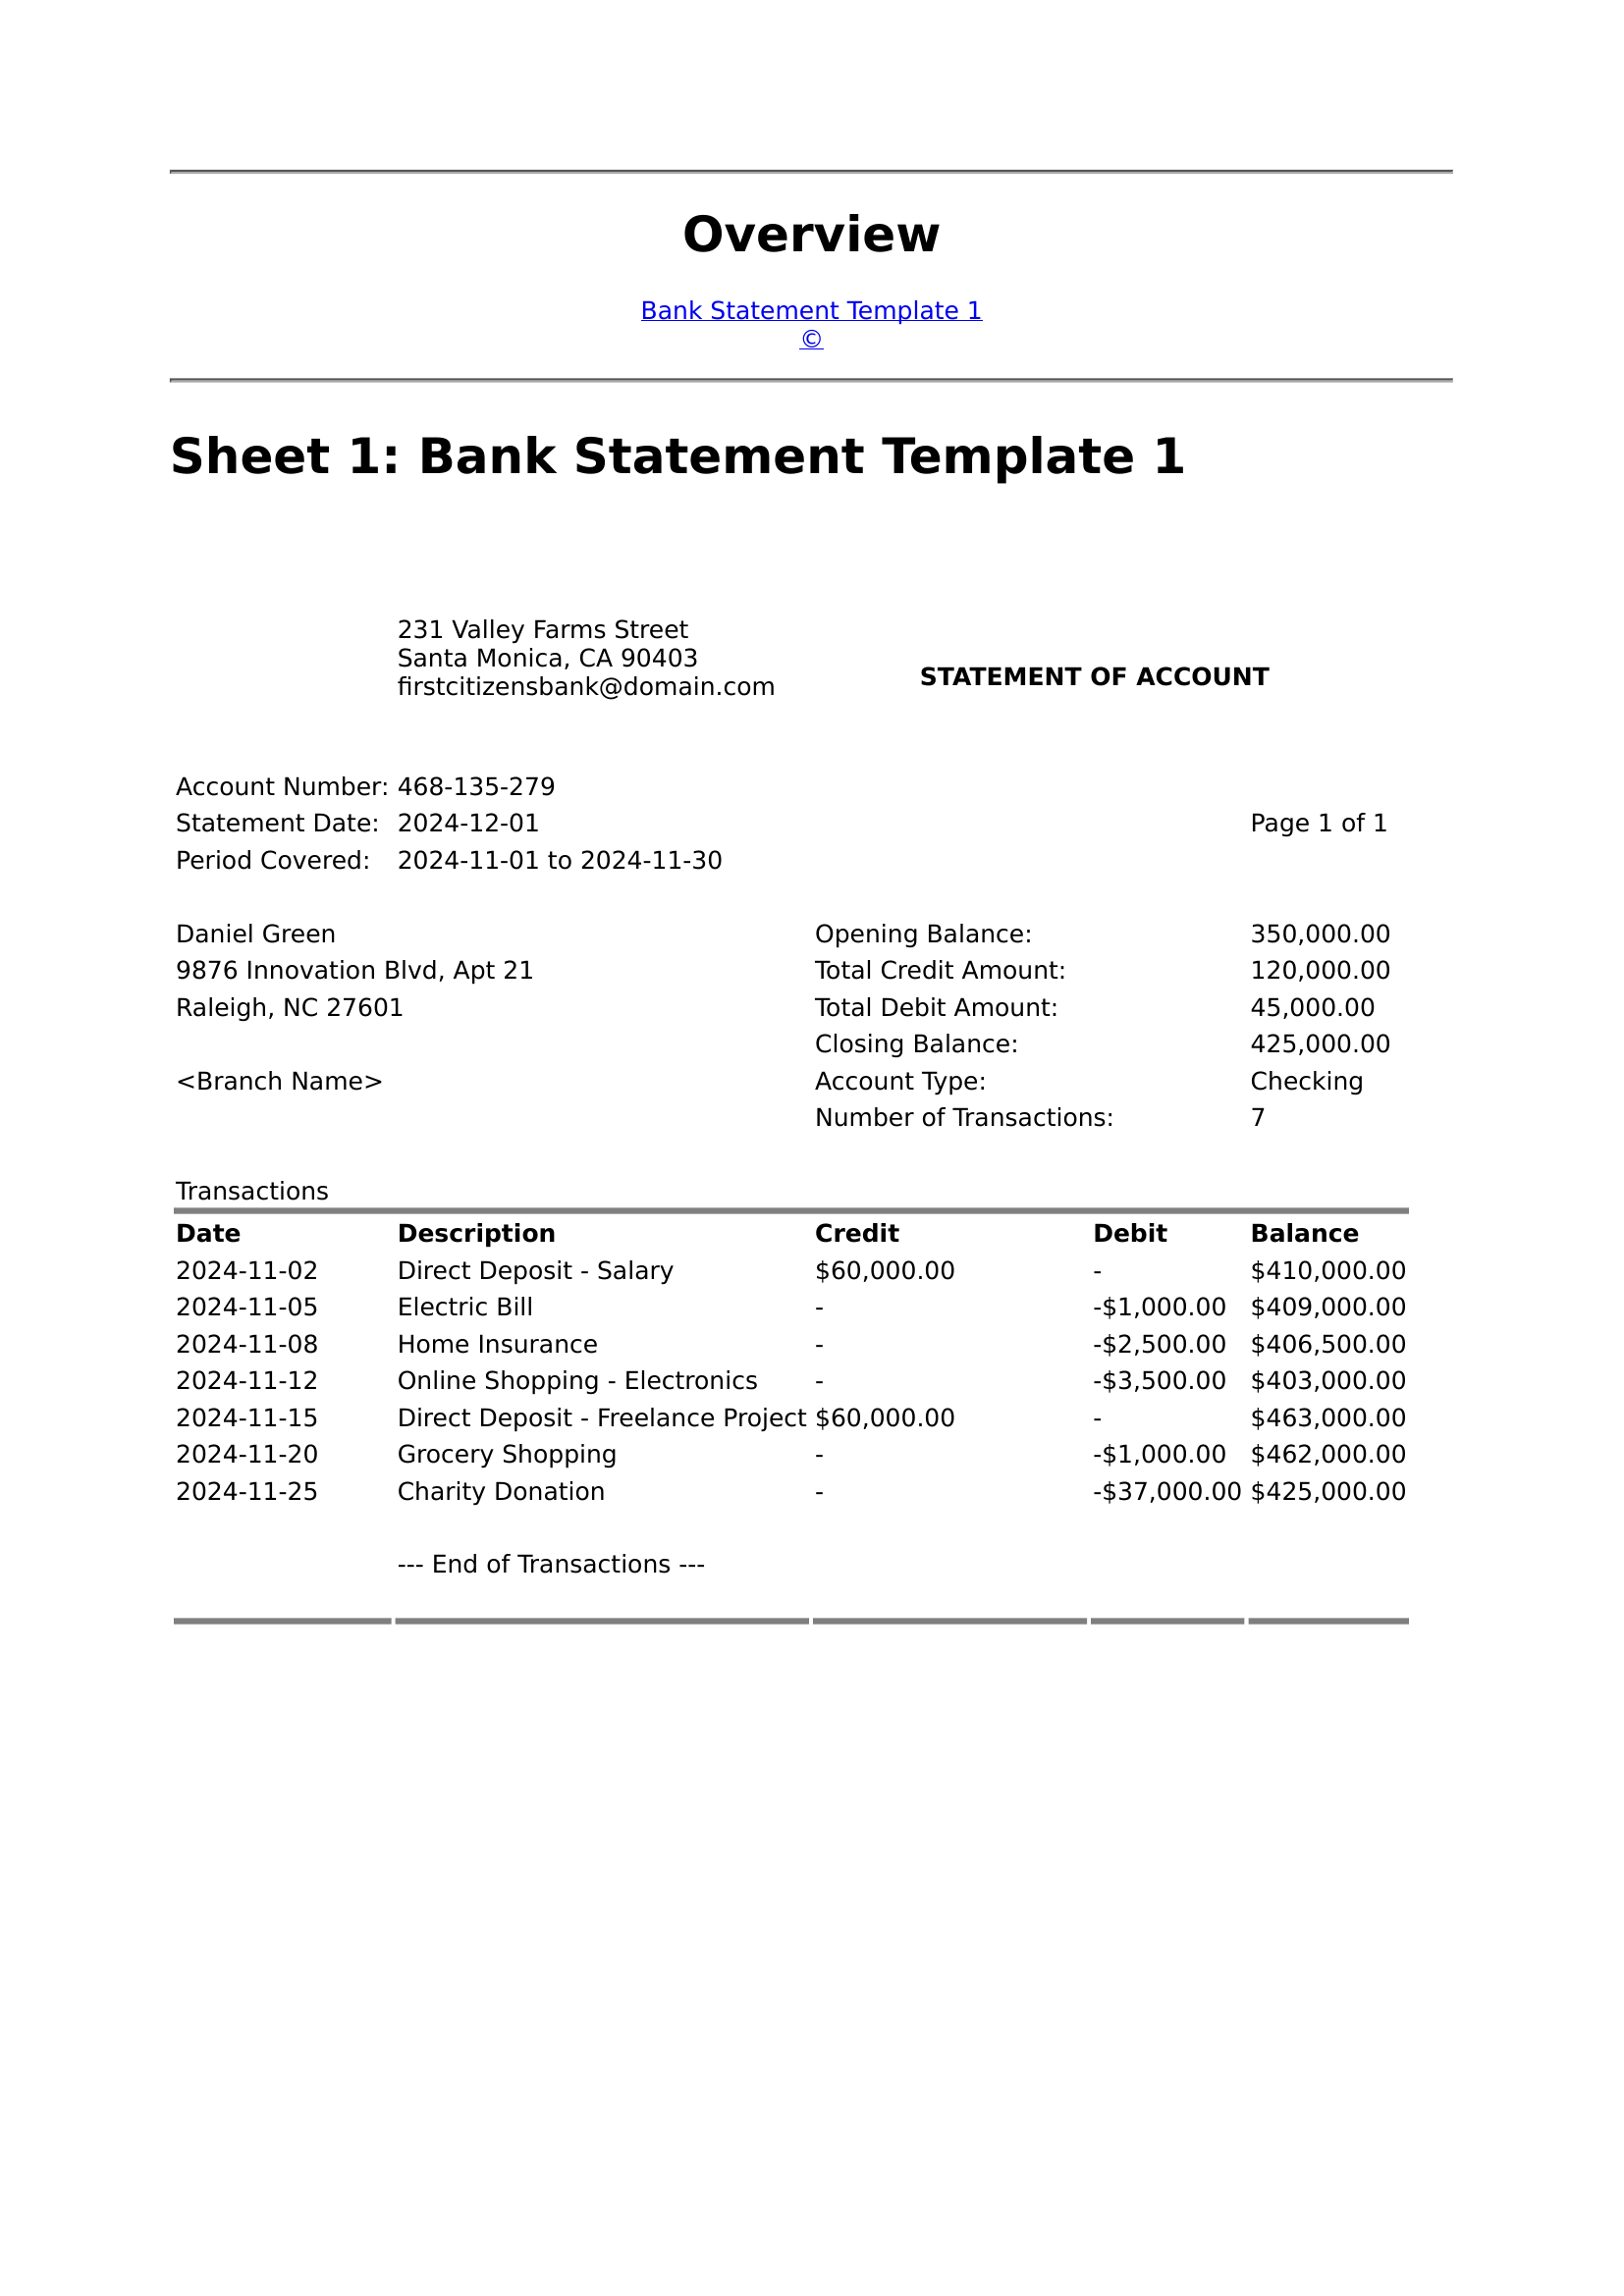 Overview
Bank Statement Template 1
©
Sheet 1: Bank Statement Template 1
231 Valley Farms Street
Santa Monica, CA 90403
firstcitizensbank@domain.com
STATEMENT OF ACCOUNT
Account Number: 468-135-279
Statement Date: 2024-12-01 Page 1 of 1
Period Covered: 2024-11-01 to 2024-11-30
Daniel Green Opening Balance: 350,000.00
9876 Innovation Blvd, Apt 21 Total Credit Amount: 120,000.00
Raleigh, NC 27601 Total Debit Amount: 45,000.00
Closing Balance: 425,000.00
<Branch Name> Account Type: Checking
Number of Transactions: 7
Transactions
Date Description Credit Debit Balance
2024-11-02 Direct Deposit - Salary $60,000.00 - $410,000.00
2024-11-05 Electric Bill - -$1,000.00 $409,000.00
2024-11-08 Home Insurance - -$2,500.00 $406,500.00
2024-11-12 Online Shopping - Electronics - -$3,500.00 $403,000.00
2024-11-15 Direct Deposit - Freelance Project $60,000.00 - $463,000.00
2024-11-20 Grocery Shopping - -$1,000.00 $462,000.00
2024-11-25 Charity Donation - -$37,000.00 $425,000.00
--- End of Transactions ---